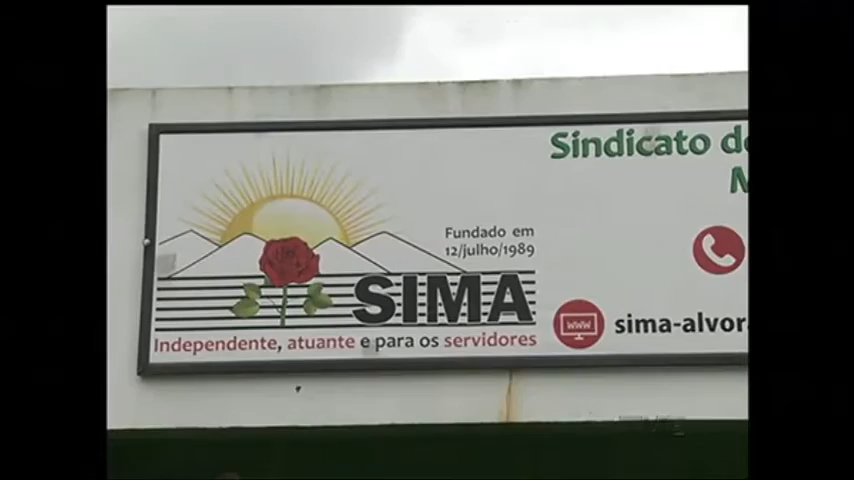 Sindicato d
M
Fundado em
12/julho/1989
SIMA
www
sima-alvora
Independente, atuante e para os servidores